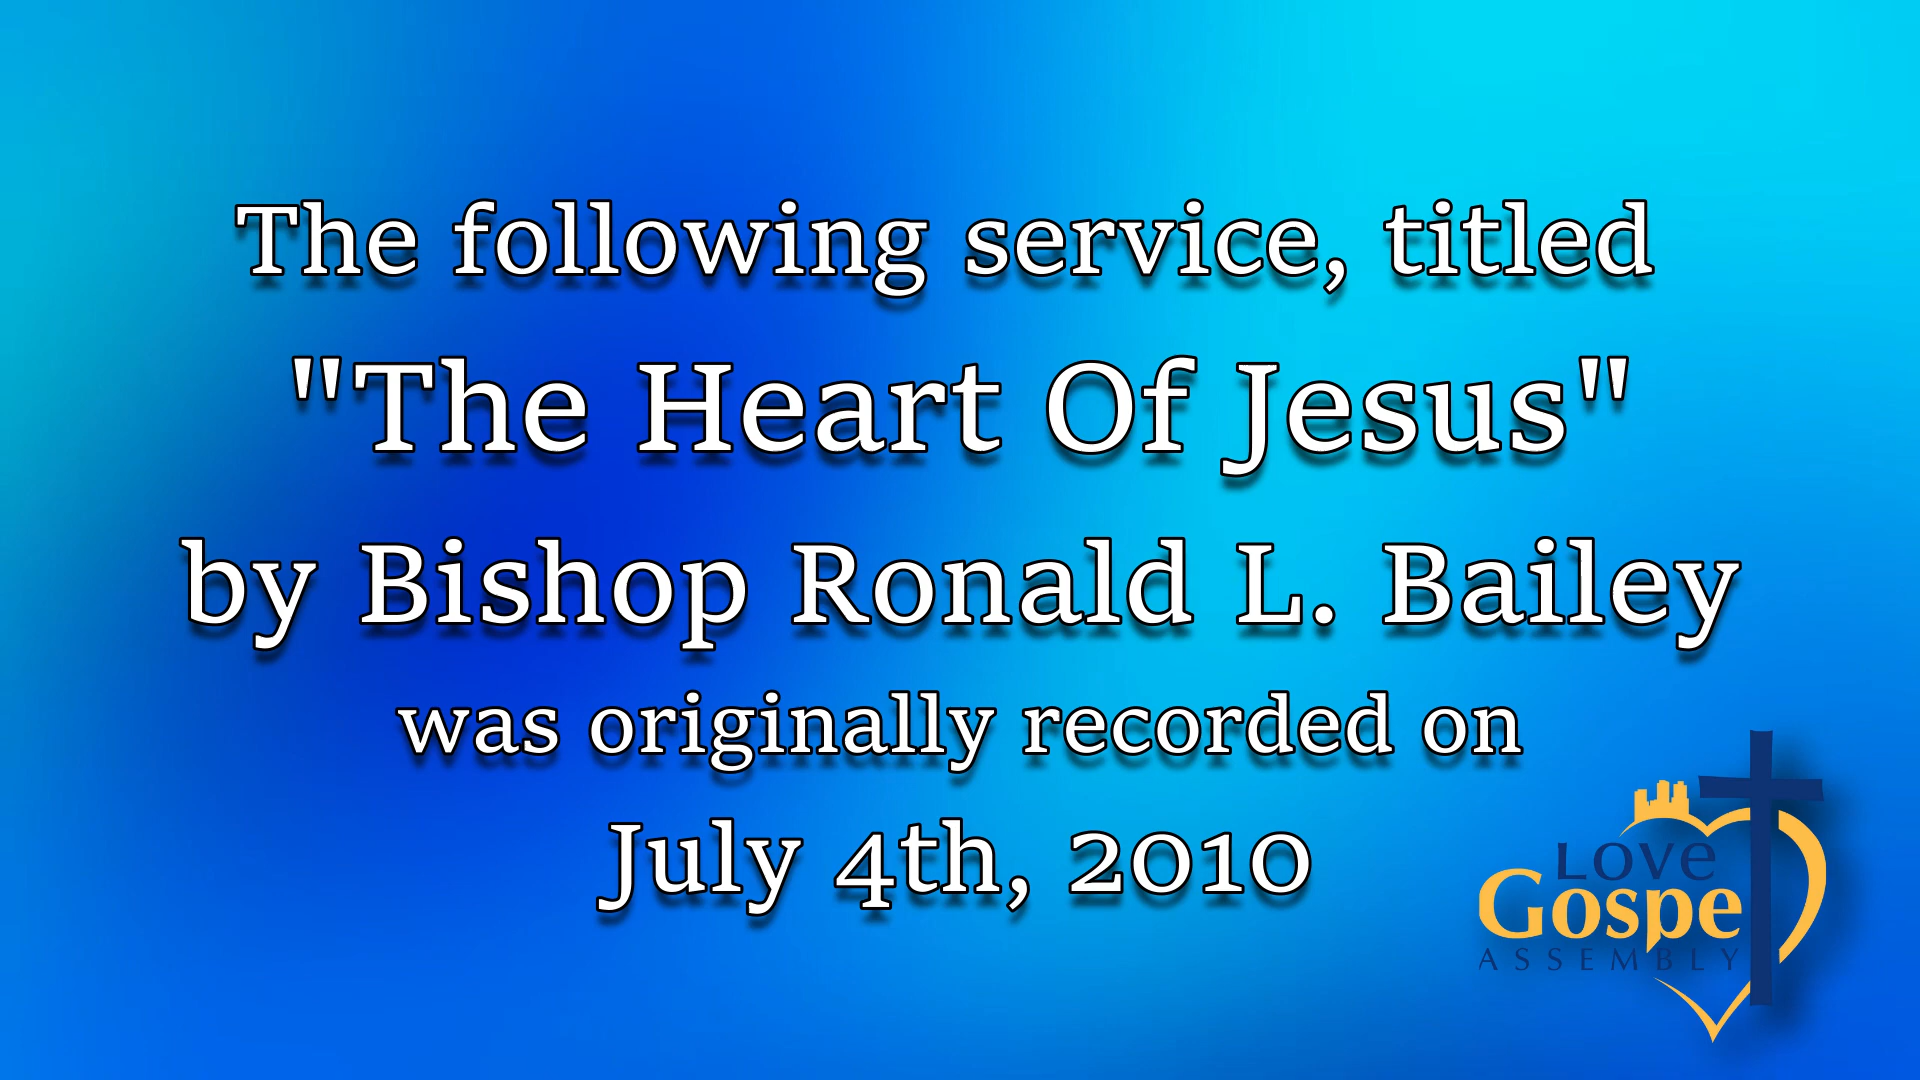 The following service, titled
"The Heart Of Jesus"
by Bishop Ronald L. Bailey
was originally recorded on
July 4th, 2010
LOVE
Gospel
ASSEMBLY